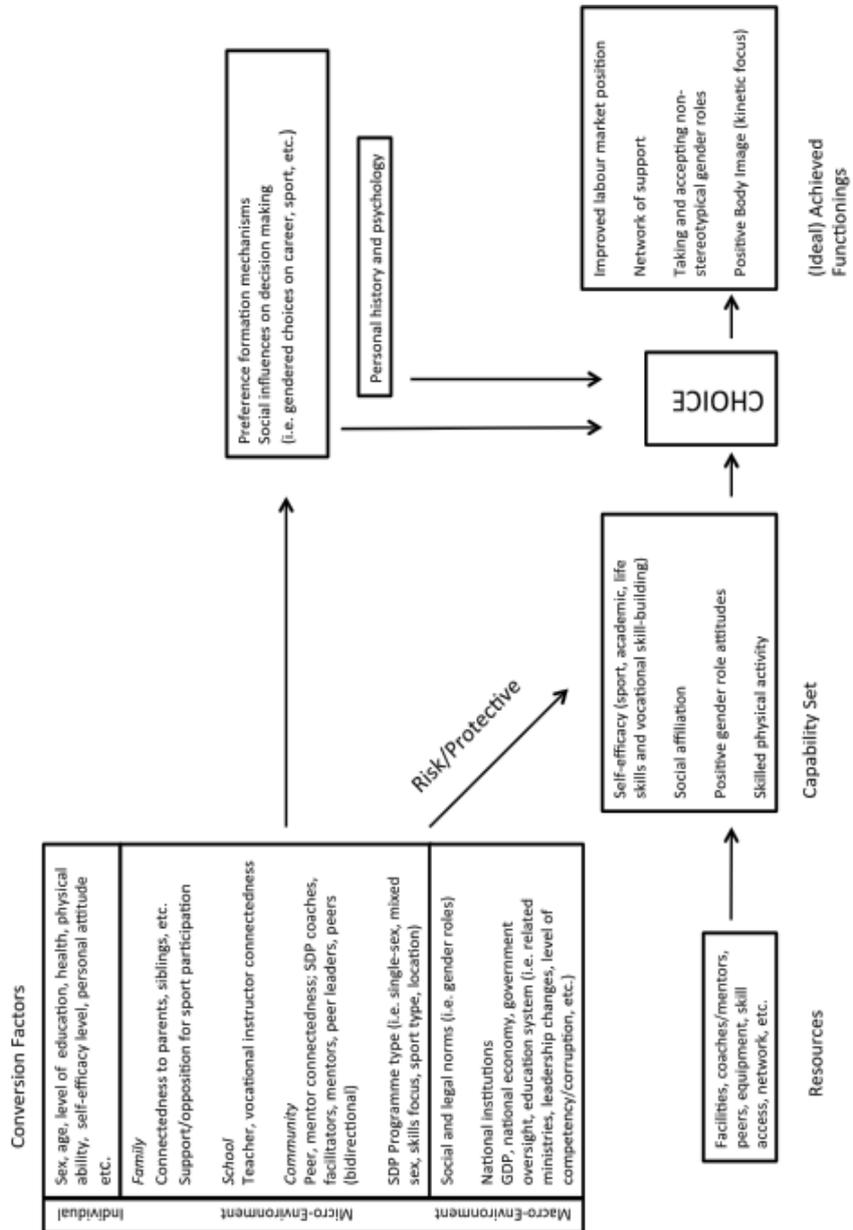 Conversion Factors
Individual
Sex, age, level of education, health, physical
ability, self-efficacy level, personal attitude
etc.
Micro-Environment
Family
Connectedness to parents, siblings, etc.
Support/opposition for sport participation
School
Teacher, vocational instructor connectedness
Community
Peer, mentor connectedness; SDP coaches,
facilitators, mentors, peer leaders, peers
(bidirectional)
SDP Programme type (i.e. single-sex, mixed
sex, skills focus, sport type, location)
Macro-Environment
Social and legal norms (i.e. gender roles)
National institutions
GDP, national economy, government
oversight, education system (i.e. related
ministries, leadership changes, level of
competency/corruption, etc.)
Preference formation mechanisms
Social influences on decision making
(i.e. gendered choices on career, sport, etc.)
Personal history and psychology
Risk/Protective
Facilities, coaches/mentors,
peers, equipment, skill
access, network, etc.
Resources
Self-efficacy (sport, academic, life
skills and vocational skill-building)
Social affiliation
Positive gender role attitudes
Skilled physical activity
Capability Set
CHOICE
Improved labour market position
Network of support
Taking and accepting non-
stereotypical gender roles
Positive Body Image (kinetic focus)
(Ideal) Achieved
Functionings